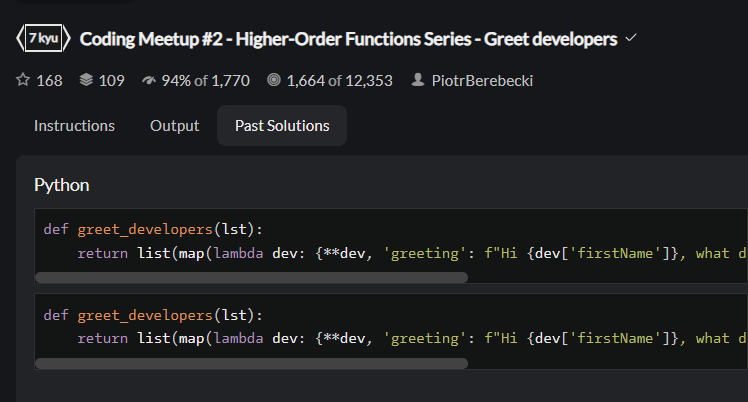 7 kyu Coding Meetup #2 - Higher-Order Functions Series - Greet developers
168 109 94% of 1,770 1,664 of 12,353 PiotrBerebecki
Instructions Output Past Solutions
Python
def greet_developers(lst):
return list(map(lambda dev: {**dev, 'greeting': f"Hi {dev['firstName']}, what d
def greet_developers(lst):
return list(map(lambda dev: {**dev, 'greeting': f"Hi {dev['firstName']}, what d